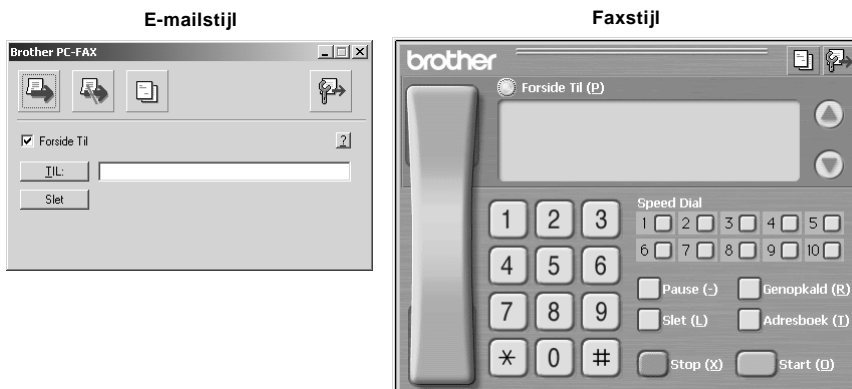 E-mailstijl
Faxstijl
Brother PC-FAX
Forside Til
?
TIL:
Slet
brother
Forside Til (P)
1 2 3
4 5 6
7 8 9
* 0 #
Speed Dial
1 2 3 4 5
6 7 8 9 10
Pause (-) Genopkald (R)
Slet (L) Adresboek (I)
Stop (X) Start (O)